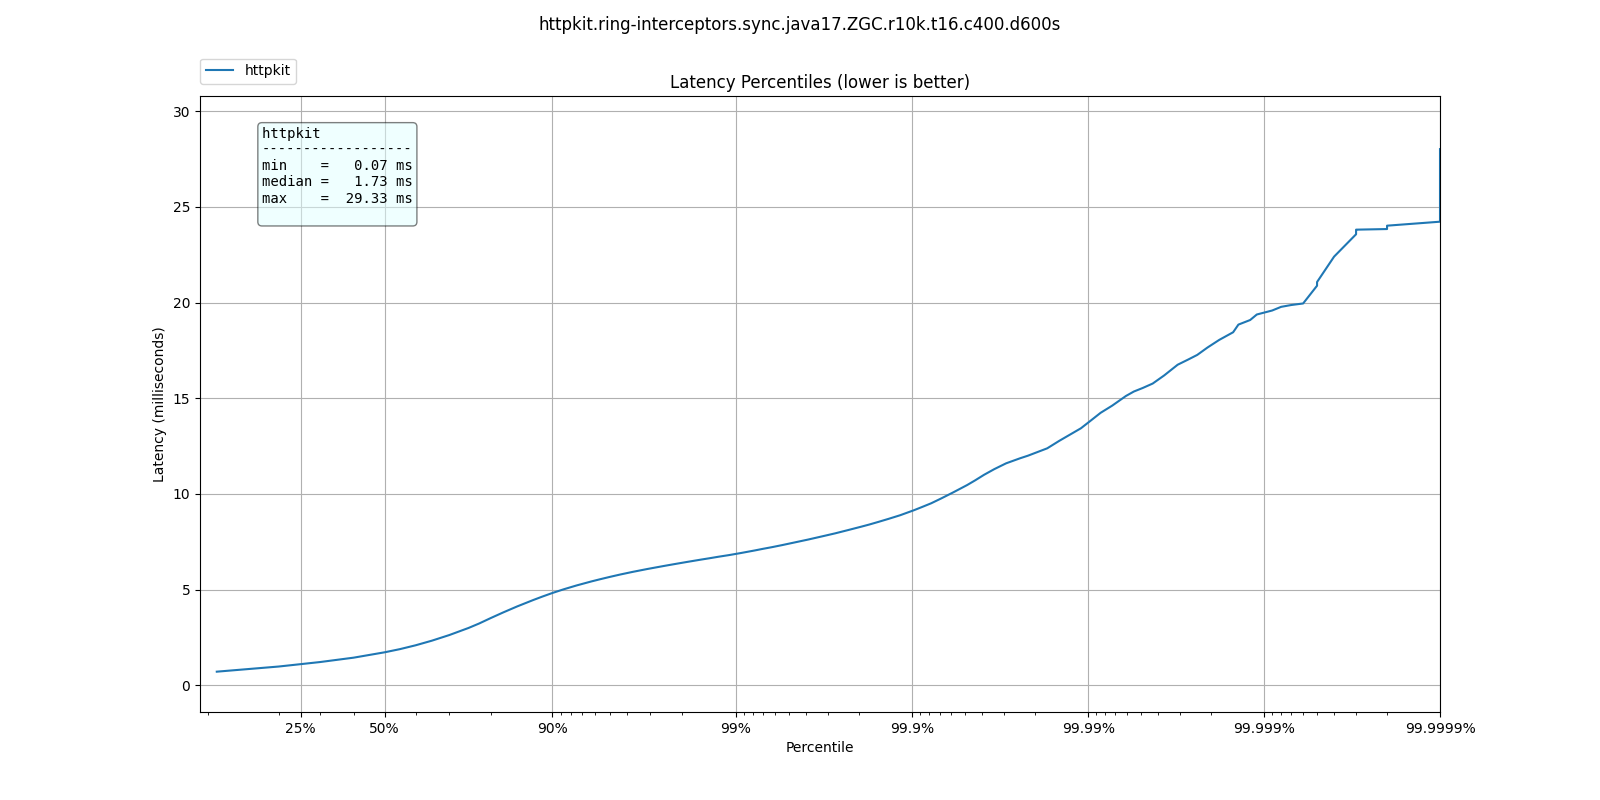 httpkit.ring-interceptors.sync.java17.ZGC.r10k.t16.c400.d600s
httpkit
Latency Percentiles (lower is better)
30
25
20
15
10
5
0
httpkit
------------------
min    =   0.07 ms
median =   1.73 ms
max    =  29.33 ms
Latency (milliseconds)
25% 50% 90% 99% 99.9% 99.99% 99.999% 99.9999%
Percentile